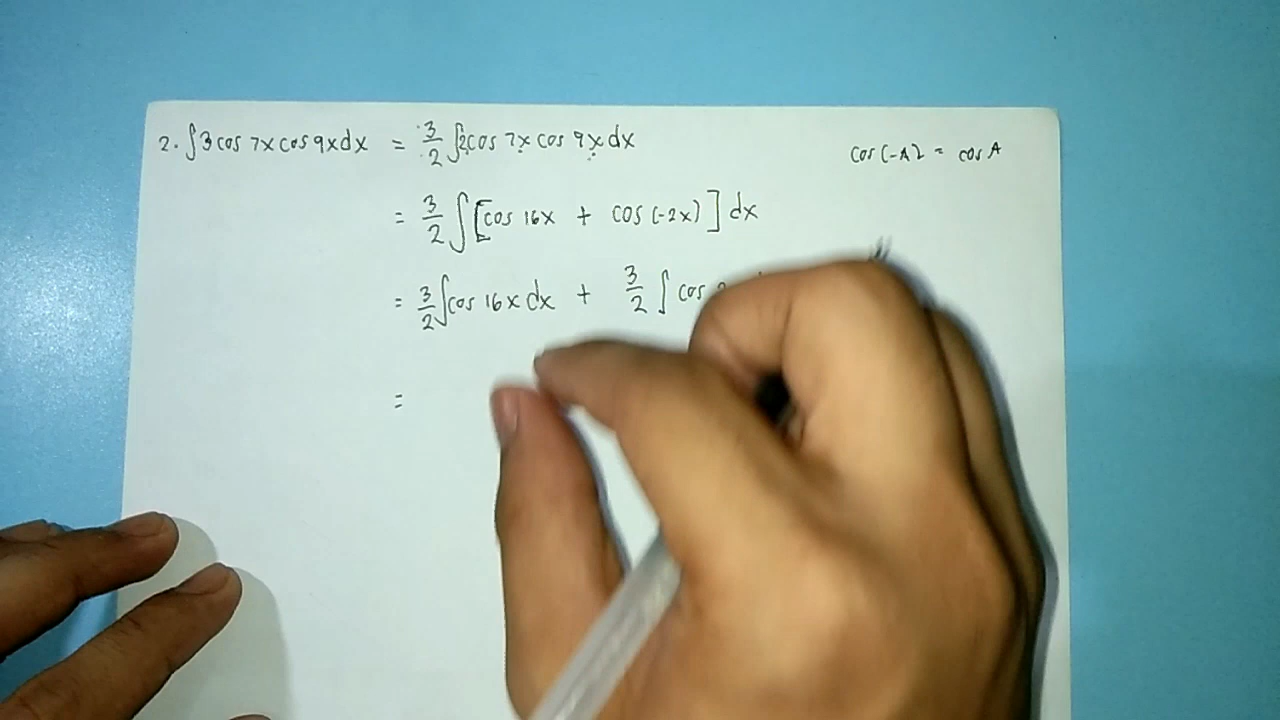 2. ∫3 cos 7x cos 9x dx = 3/2 ∫2cos 7x cos 9x dx
cos (-A) = cos A
= 3/2 ∫[cos 16x + cos (-2x)] dx
= 3/2 ∫cos 16x dx + 3/2 ∫ cos
=